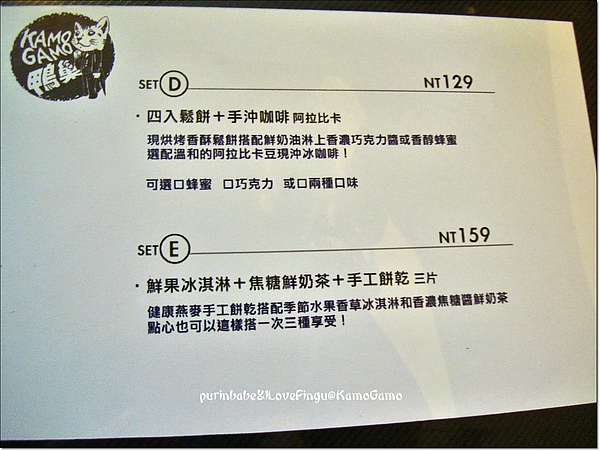 KAMO
GAMO
鴨巢
SET D NT129
·四入鬆餅＋手沖咖啡 阿拉比卡
現烘烤香酥鬆餅搭配鮮奶油淋上香濃巧克力醬或香醇蜂蜜
選配溫和的阿拉比卡豆現沖冰咖啡！
可選□蜂蜜 □巧克力 或□兩種口味
SET E NT159
·鮮果冰淇淋＋焦糖鮮奶茶＋手工餅乾 三片
健康燕麥手工餅乾搭配季節水果香草冰淇淋和香濃焦糖醬鮮奶茶
點心也可以這樣搭一次三種享受！
purinbabe&ILovePingu@KamoGamo